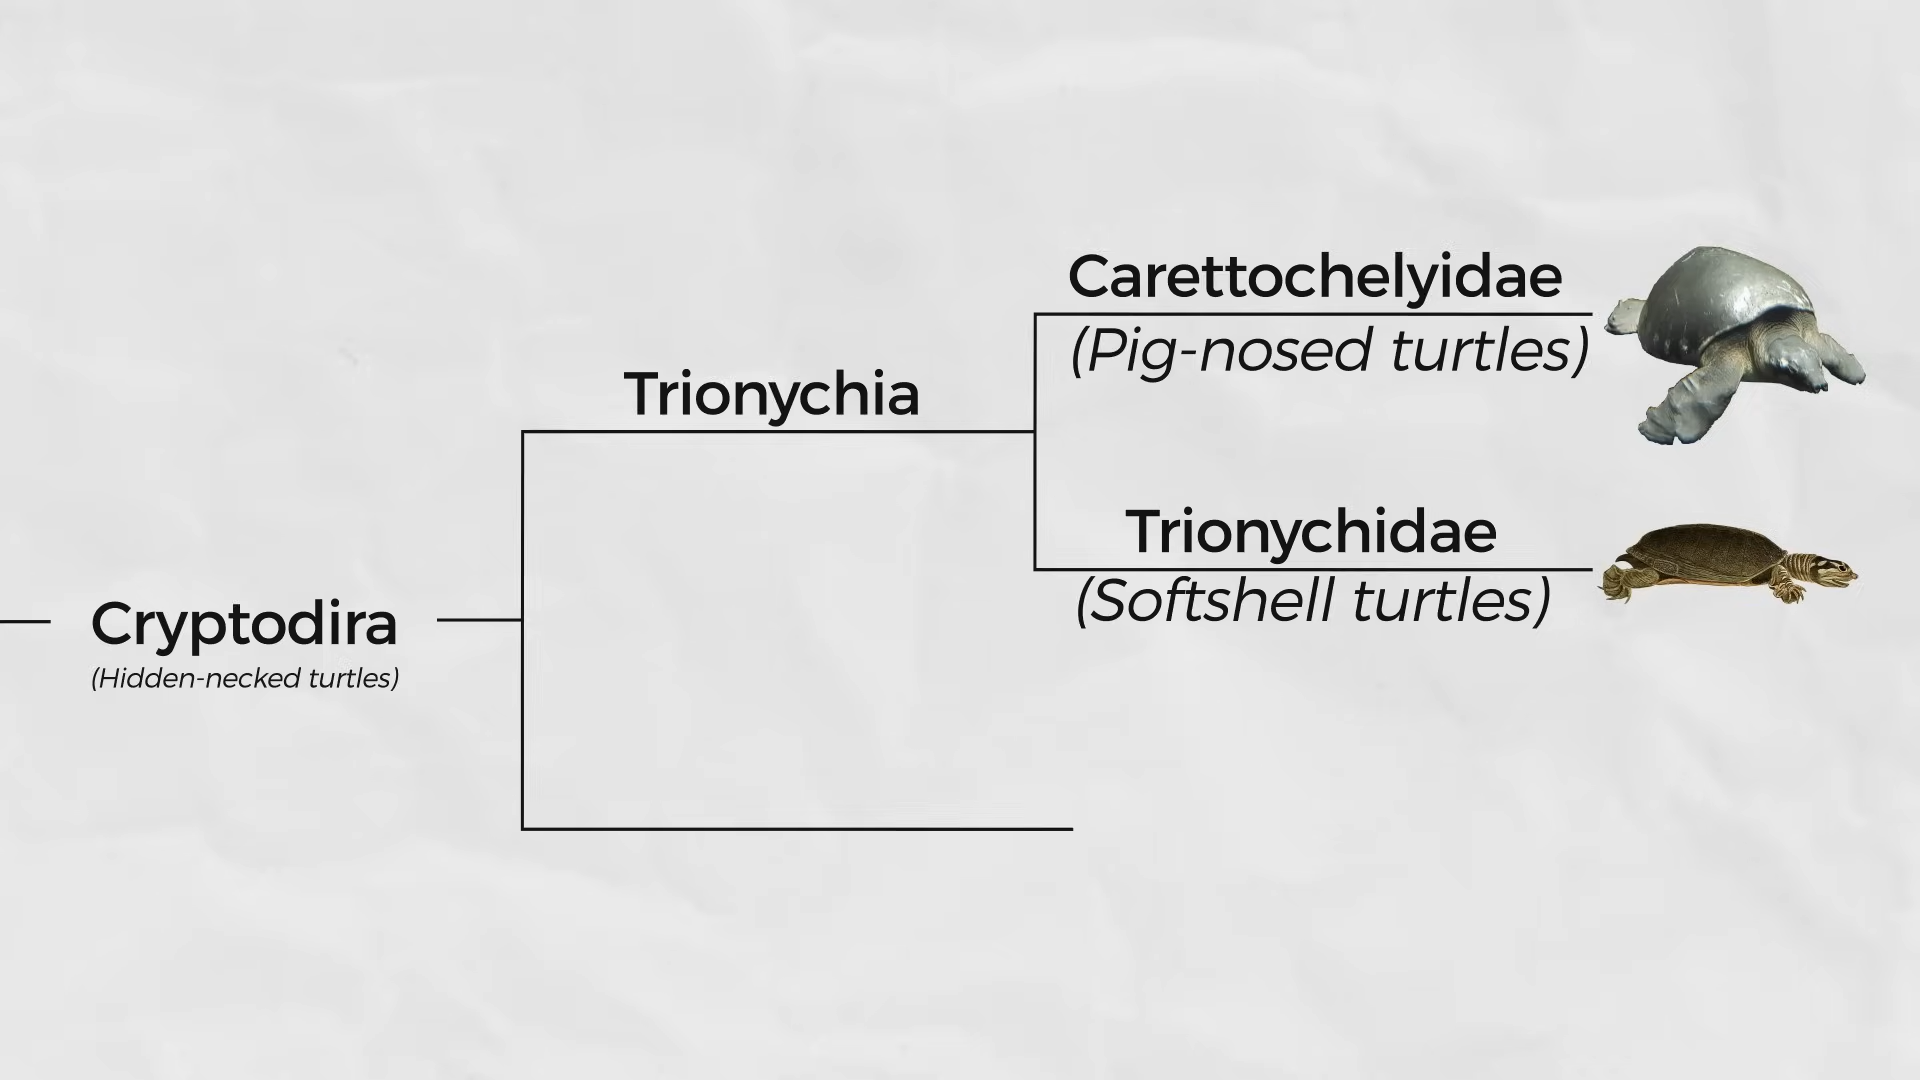 Carettochelyidae
(Pig-nosed turtles)
Trionychia
Trionychidae
(Softshell turtles)
Cryptodira
(Hidden-necked turtles)